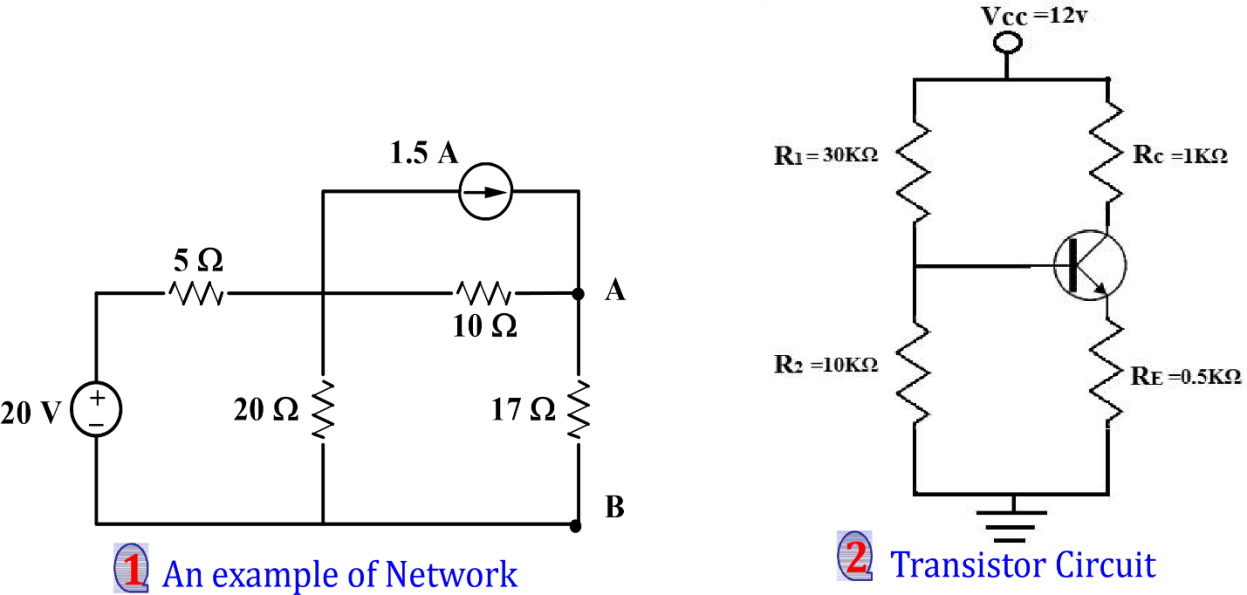 1.5 A
5 Ω
A
10 Ω
+
20 V
−
20 Ω
17 Ω
B
1 An example of Network
Vcc =12v
R1= 30KΩ
Rc =1KΩ
R2 =10KΩ
RE =0.5KΩ
2 Transistor Circuit